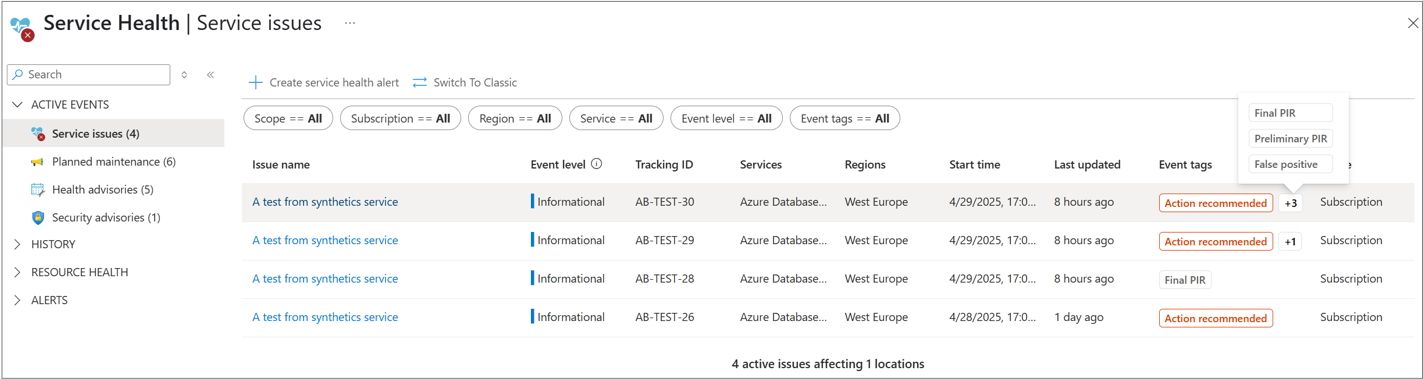 Service Health | Service issues ...
Search
Create service health alert Switch To Classic
ACTIVE EVENTS
Service issues (4)
Planned maintenance (6)
Health advisories (5)
Security advisories (1)
HISTORY
RESOURCE HEALTH
ALERTS
Scope == All Subscription == All Region == All Service == All Event level == All Event tags == All
Final PIR
Preliminary PIR
False positive
Issue name Event level Tracking ID Services Regions Start time Last updated Event tags
A test from synthetics service Informational AB-TEST-30 Azure Database... West Europe 4/29/2025, 17:0... 8 hours ago Action recommended +3 Subscription
A test from synthetics service Informational AB-TEST-29 Azure Database... West Europe 4/29/2025, 17:0... 8 hours ago Action recommended +1 Subscription
A test from synthetics service Informational AB-TEST-28 Azure Database... West Europe 4/29/2025, 17:0... 8 hours ago Final PIR Subscription
A test from synthetics service Informational AB-TEST-26 Azure Database... West Europe 4/28/2025, 17:0... 1 day ago Action recommended Subscription
4 active issues affecting 1 locations